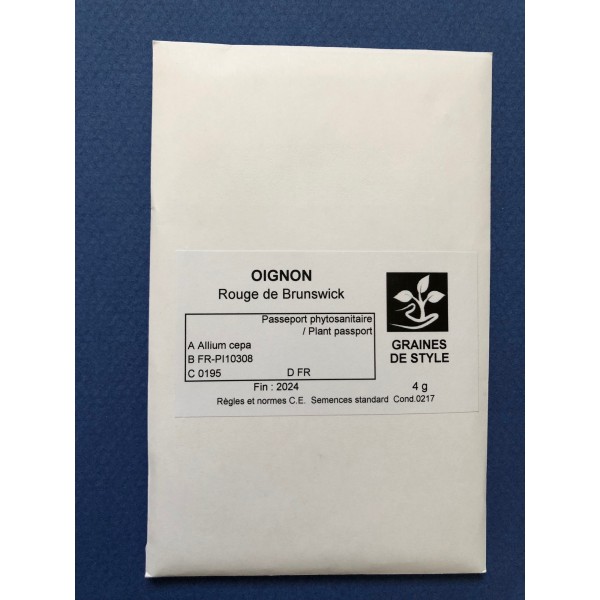 OIGNON
Rouge de Brunswick
Passeport phytosanitaire
/ Plant passport
A Allium cepa
B FR-PI10308
C 0195 D FR
GRAINES
DE STYLE
Fin : 2024 4 g
Règles et normes C.E. Semences standard Cond.0217